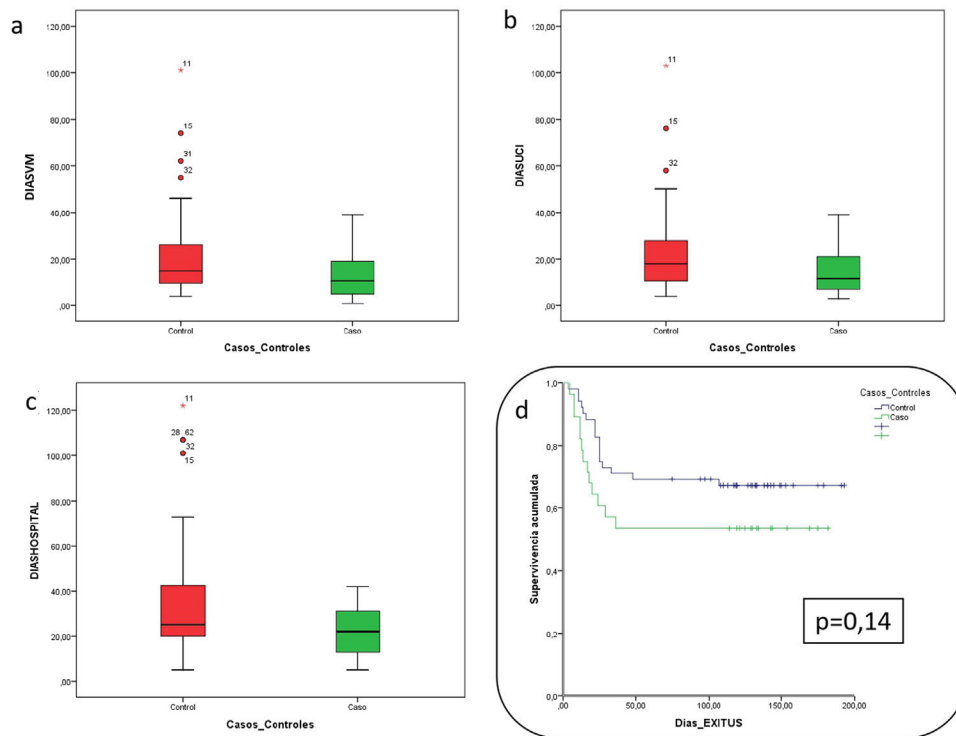 a
120,00
100,00
80,00
60,00
40,00
20,00
,00
DIASVM
11
15
31
32
Control
Caso
Casos_Controles
b
120,00
100,00
80,00
60,00
40,00
20,00
,00
DIASUCI
11
15
32
Control
Caso
Casos_Controles
c
120,00
100,00
80,00
60,00
40,00
20,00
,00
DIASHOSPITAL
11
28 62
32
15
Control
Caso
Casos_Controles
d
1,0
0,8
0,6
0,4
0,2
0,0
Supervivencia acumulada
Casos_Controles
Control
Caso
p=0,14
,00
50,00
100,00
150,00
200,00
Dias_EXITUS